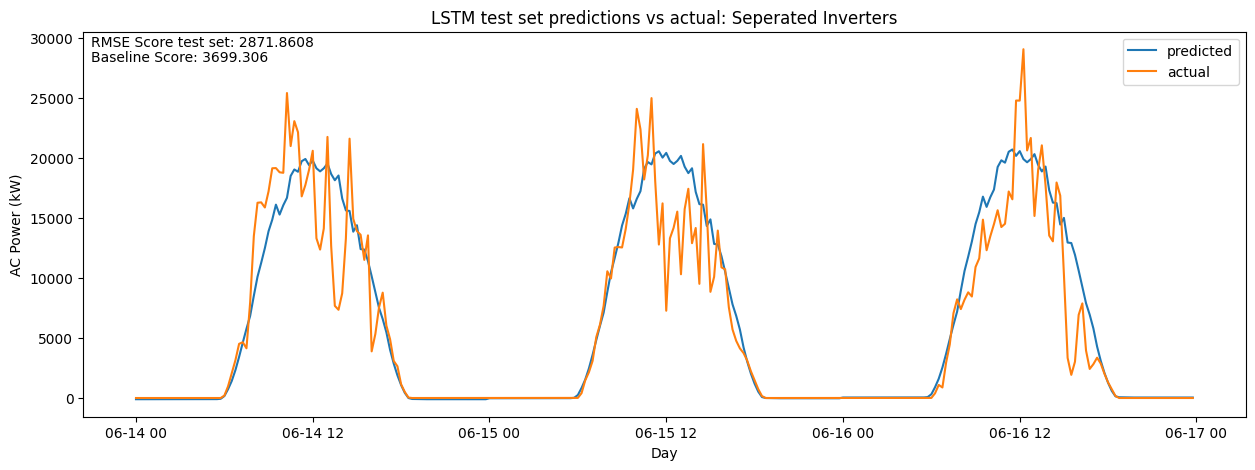 LSTM test set predictions vs actual: Seperated Inverters
RMSE Score test set: 2871.8608
Baseline Score: 3699.306
predicted
actual
AC Power (kW)
30000
25000
20000
15000
10000
5000
0
06-14 00
06-14 12
06-15 00
06-15 12
06-16 00
06-16 12
06-17 00
Day